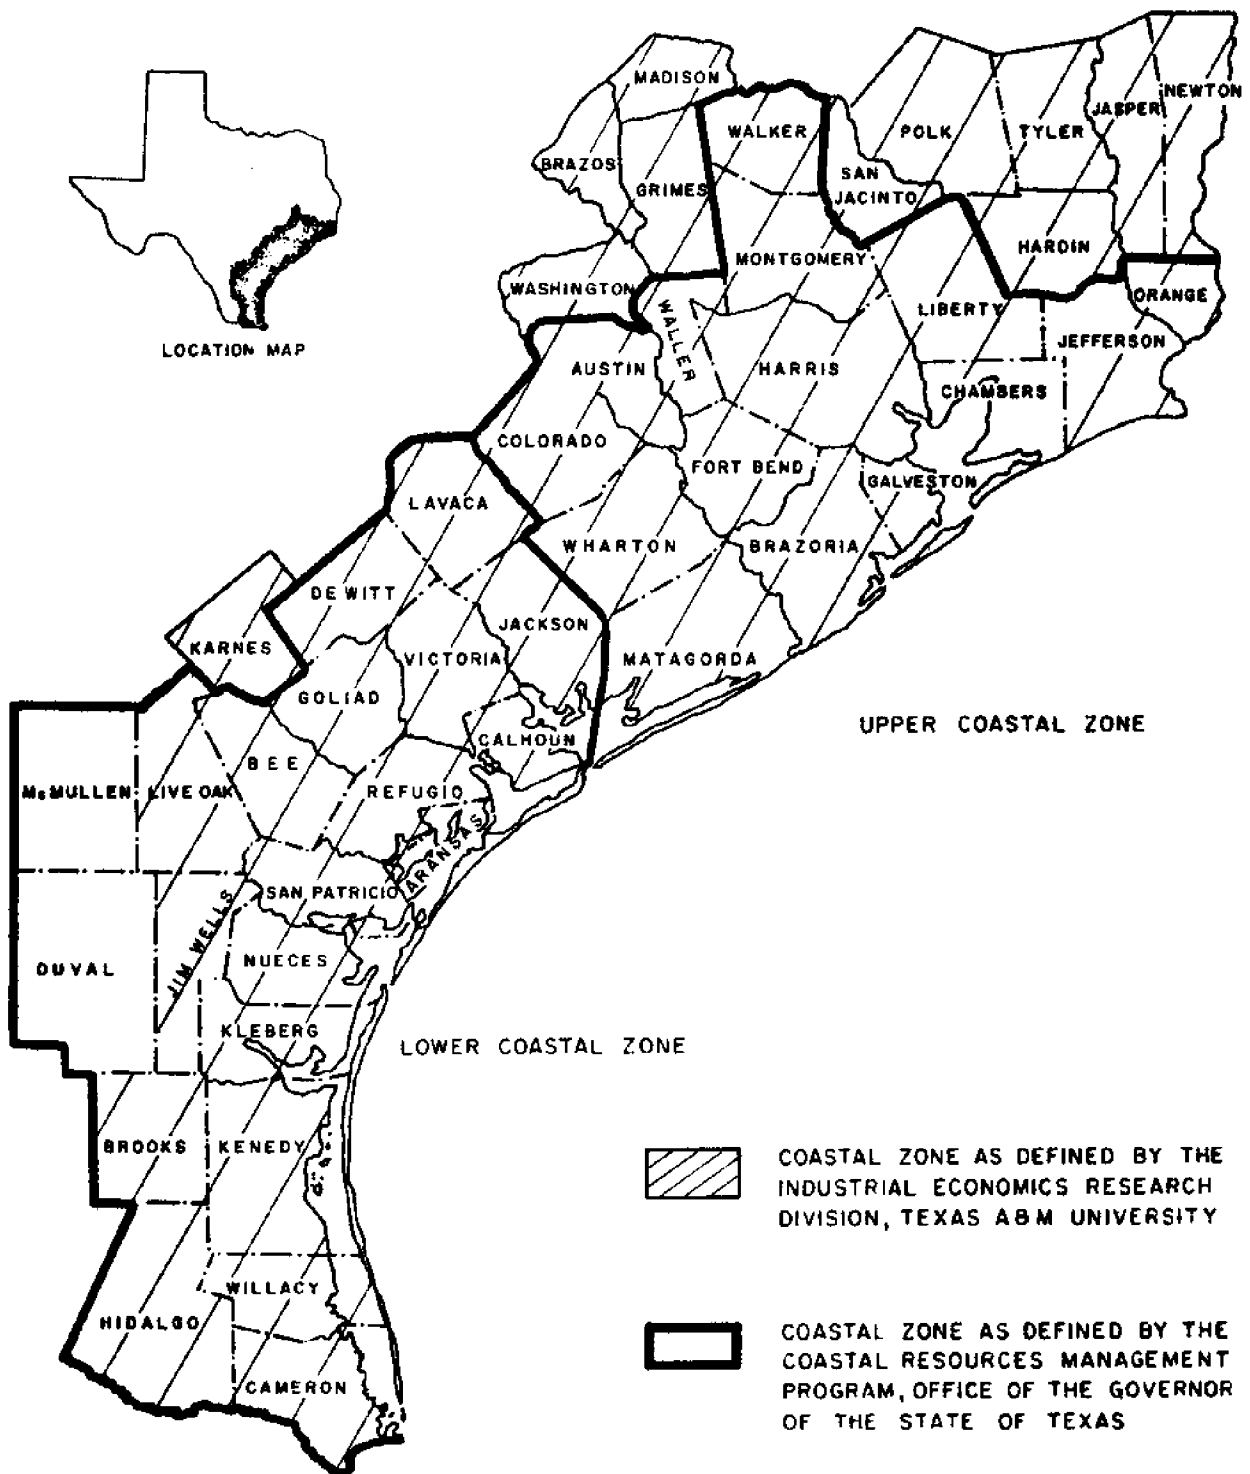 MADISON
NEWTON
JASPER
WALKER
POLK
TYLER
BRAZOS
SAN
JACINTO
GRIMES
HARDIN
MONTGOMERY
WASHINGTON
ORANGE
LIBERTY
WALLER
JEFFERSON
LOCATION MAP
AUSTIN
HARRIS
CHAMBERS
COLORADO
FORT BEND
GALVESTON
LAVACA
WHARTON
BRAZORIA
DEWITT
JACKSON
KARNES
VICTORIA
MATAGORDA
GOLIAD
UPPER COASTAL ZONE
CALHOUN
BEE
McMULLEN
LIVE OAK
REFUGIO
ARANSAS
SAN PATRICIO
JIM WELLS
DUVAL
NUECES
KLEBERG
LOWER COASTAL ZONE
BROOKS
KENEDY
WILLACY
HIDALGO
CAMERON
COASTAL ZONE AS DEFINED BY THE
INDUSTRIAL ECONOMICS RESEARCH
DIVISION, TEXAS A&M UNIVERSITY
COASTAL ZONE AS DEFINED BY THE
COASTAL RESOURCES MANAGEMENT
PROGRAM, OFFICE OF THE GOVERNOR
OF THE STATE OF TEXAS